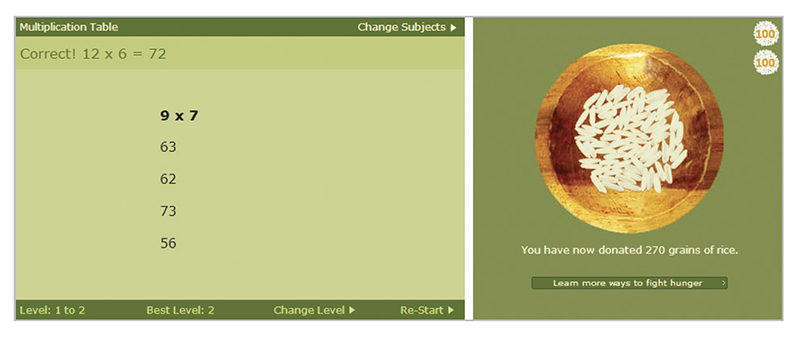 Multiplication Table
Change Subjects ▶
Correct! 12 x 6 = 72
9 x 7
63
62
73
56
Level: 1 to 2
Best Level: 2
Change Level ▶
Re-Start ▶
100
100
You have now donated 270 grains of rice.
Learn more ways to fight hunger >